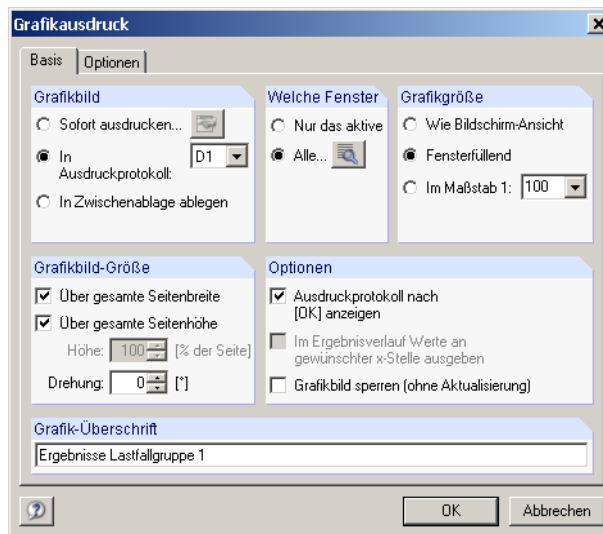 Grafikausdruck
Basis
Optionen
Grafikbild
Sofort ausdrucken...
In
Ausdruckprotokoll:
D1
In Zwischenablage ablegen
Welche Fenster
Nur das aktive
Alle...
Grafikgröße
Wie Bildschirm-Ansicht
Fensterfüllend
Im Maßstab 1:
100
Grafikbild-Größe
Über gesamte Seitenbreite
Über gesamte Seitenhöhe
Höhe: 100 [% der Seite]
Drehung: 0 [°]
Optionen
Ausdruckprotokoll nach
[OK] anzeigen
Im Ergebnisverlauf Werte an
gewünschter x-Stelle ausgeben
Grafikbild sperren (ohne Aktualisierung)
Grafik-Überschrift
Ergebnisse Lastfallgruppe 1
OK
Abbrechen